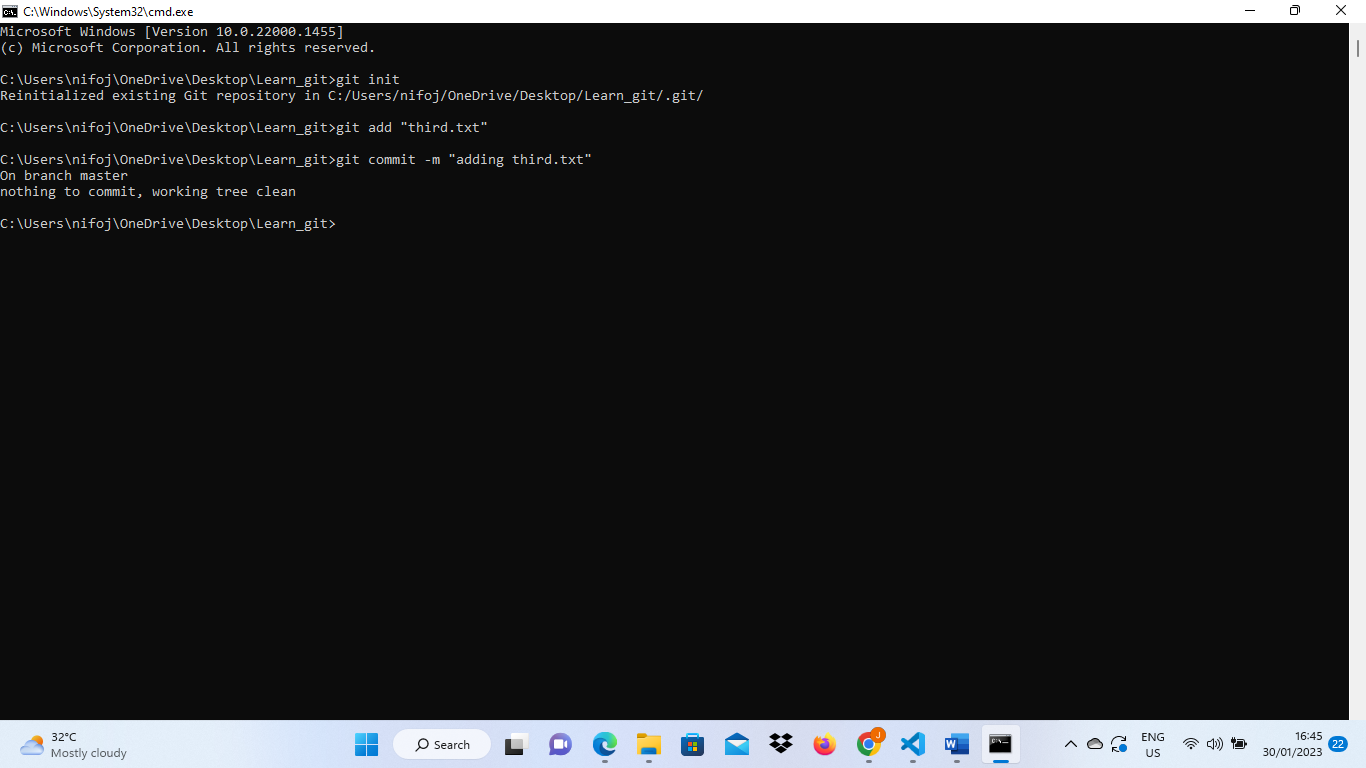 C:\Windows\System32\cmd.exe
Microsoft Windows [Version 10.0.22000.1455]
(c) Microsoft Corporation. All rights reserved.
C:\Users\nifoj\OneDrive\Desktop\Learn_git>git init
Reinitialized existing Git repository in C:/Users/nifoj/OneDrive/Desktop/Learn_git/.git/
C:\Users\nifoj\OneDrive\Desktop\Learn_git>git add "third.txt"
C:\Users\nifoj\OneDrive\Desktop\Learn_git>git commit -m "adding third.txt"
On branch master
nothing to commit, working tree clean
C:\Users\nifoj\OneDrive\Desktop\Learn_git>
32°C
Mostly cloudy
Search
J
W
ENG
US
16:45
30/01/2023
22